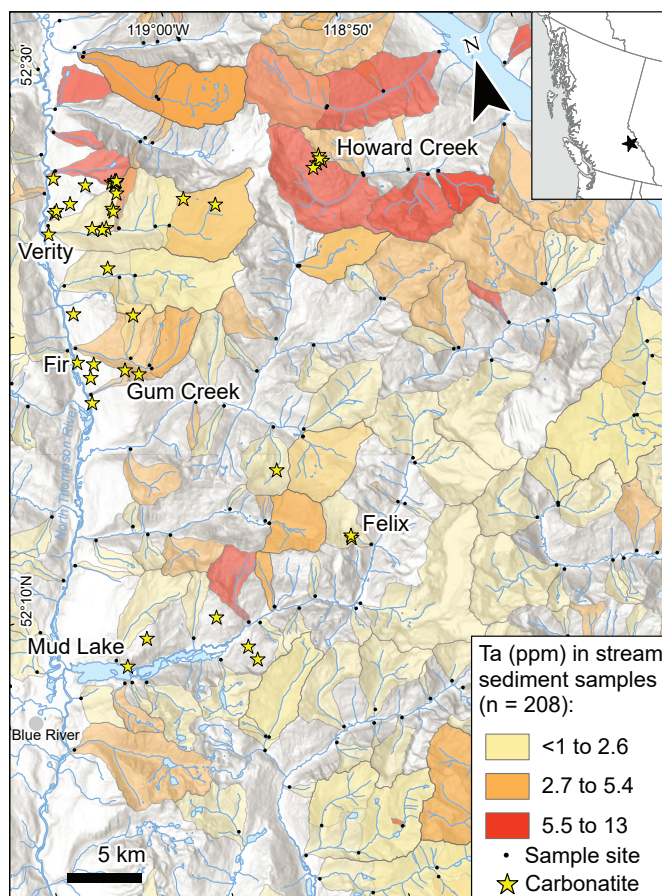 119°00'W
118°50'
52°30'
N
Howard Creek
Verity
Fir
Gum Creek
North Thompson River
Felix
52°10'N
Mud Lake
Blue River
5 km
Ta (ppm) in stream
sediment samples
(n = 208):
<1 to 2.6
2.7 to 5.4
5.5 to 13
Sample site
Carbonatite